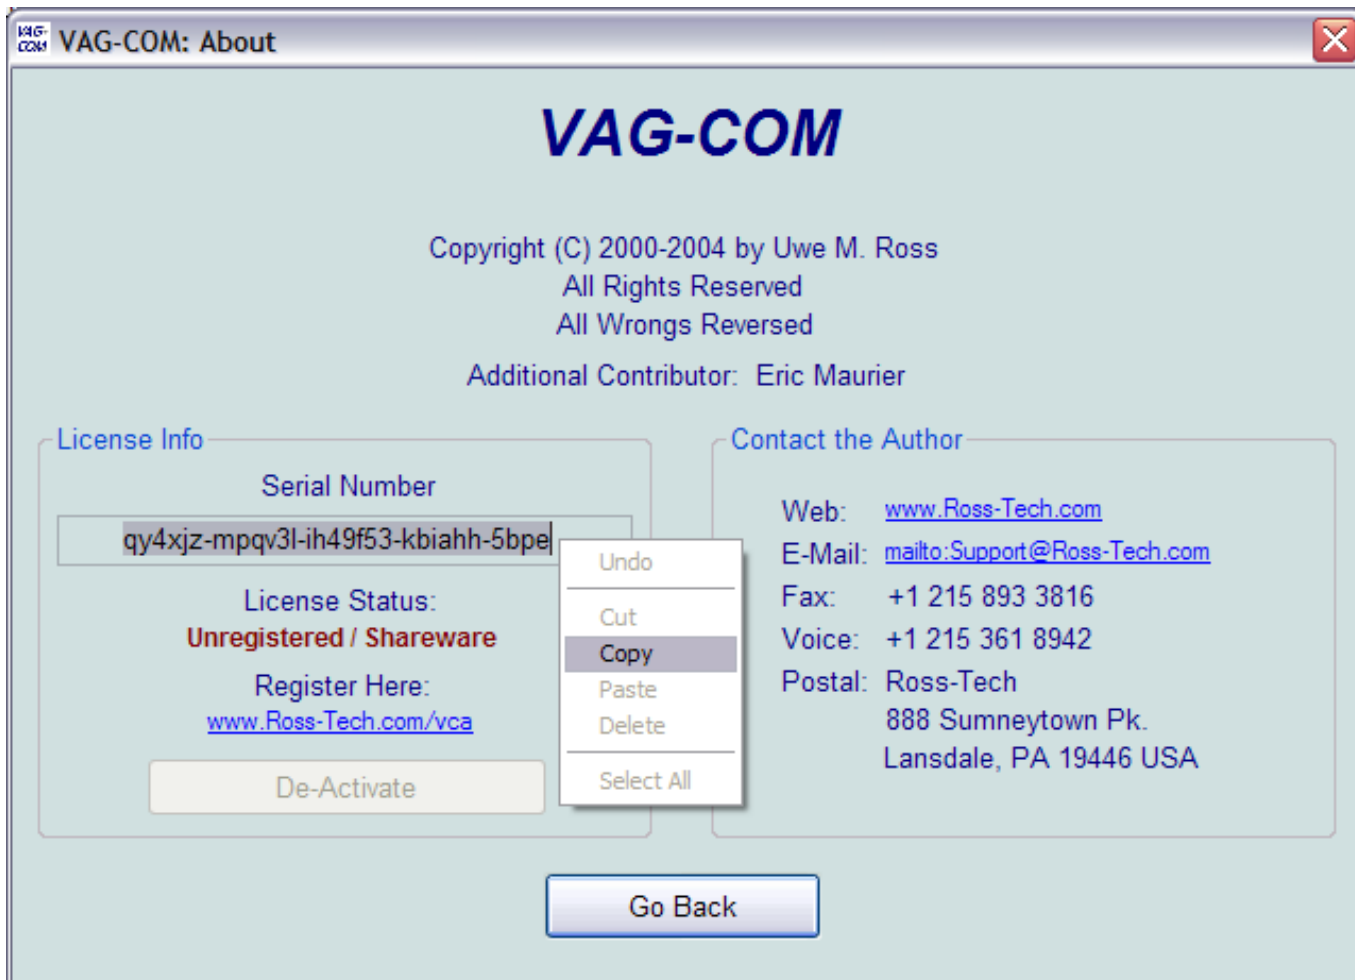 VAG-COM
VAG-COM: About
VAG-COM
Copyright (C) 2000-2004 by Uwe M. Ross
All Rights Reserved
All Wrongs Reversed
Additional Contributor: Eric Maurier
License Info
Serial Number
qy4xjz-mpqv3l-ih49f53-kbiahh-5bpe
License Status:
Unregistered / Shareware
Register Here:
www.Ross-Tech.com/vca
De-Activate
Undo
Cut
Copy
Paste
Delete
Select All
Contact the Author
Web: www.Ross-Tech.com
E-Mail: mailto:Support@Ross-Tech.com
Fax: +1 215 893 3816
Voice: +1 215 361 8942
Postal: Ross-Tech
888 Sumneytown Pk.
Lansdale, PA 19446 USA
Go Back